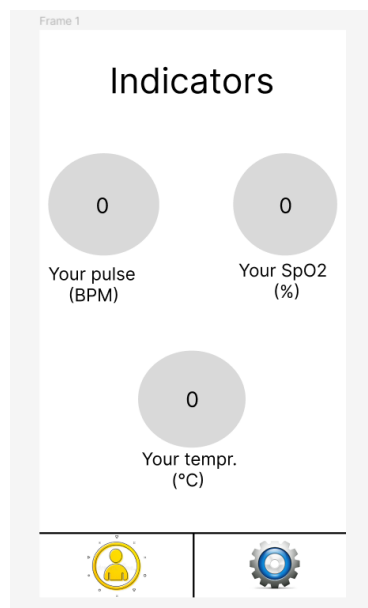 Frame 1
Indicators
0
0
Your pulse
(BPM)
Your SpO2
(%)
0
Your tempr.
(°C)